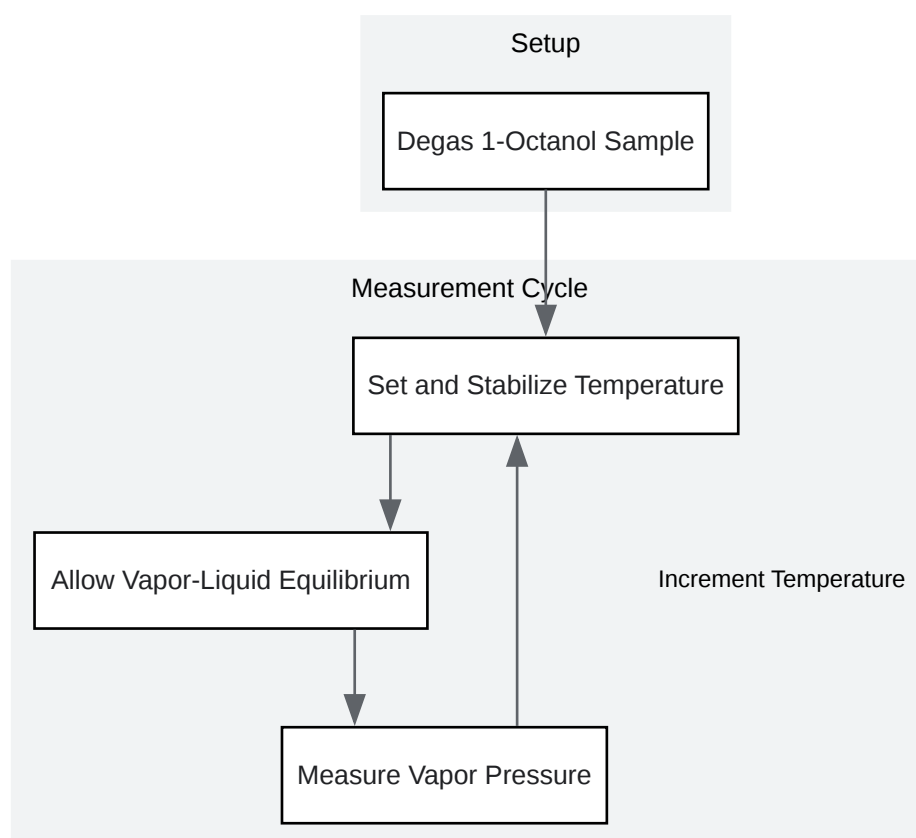 Setup
Degas 1-Octanol Sample
Measurement Cycle
Set and Stabilize Temperature
Allow Vapor-Liquid Equilibrium
Increment Temperature
Measure Vapor Pressure